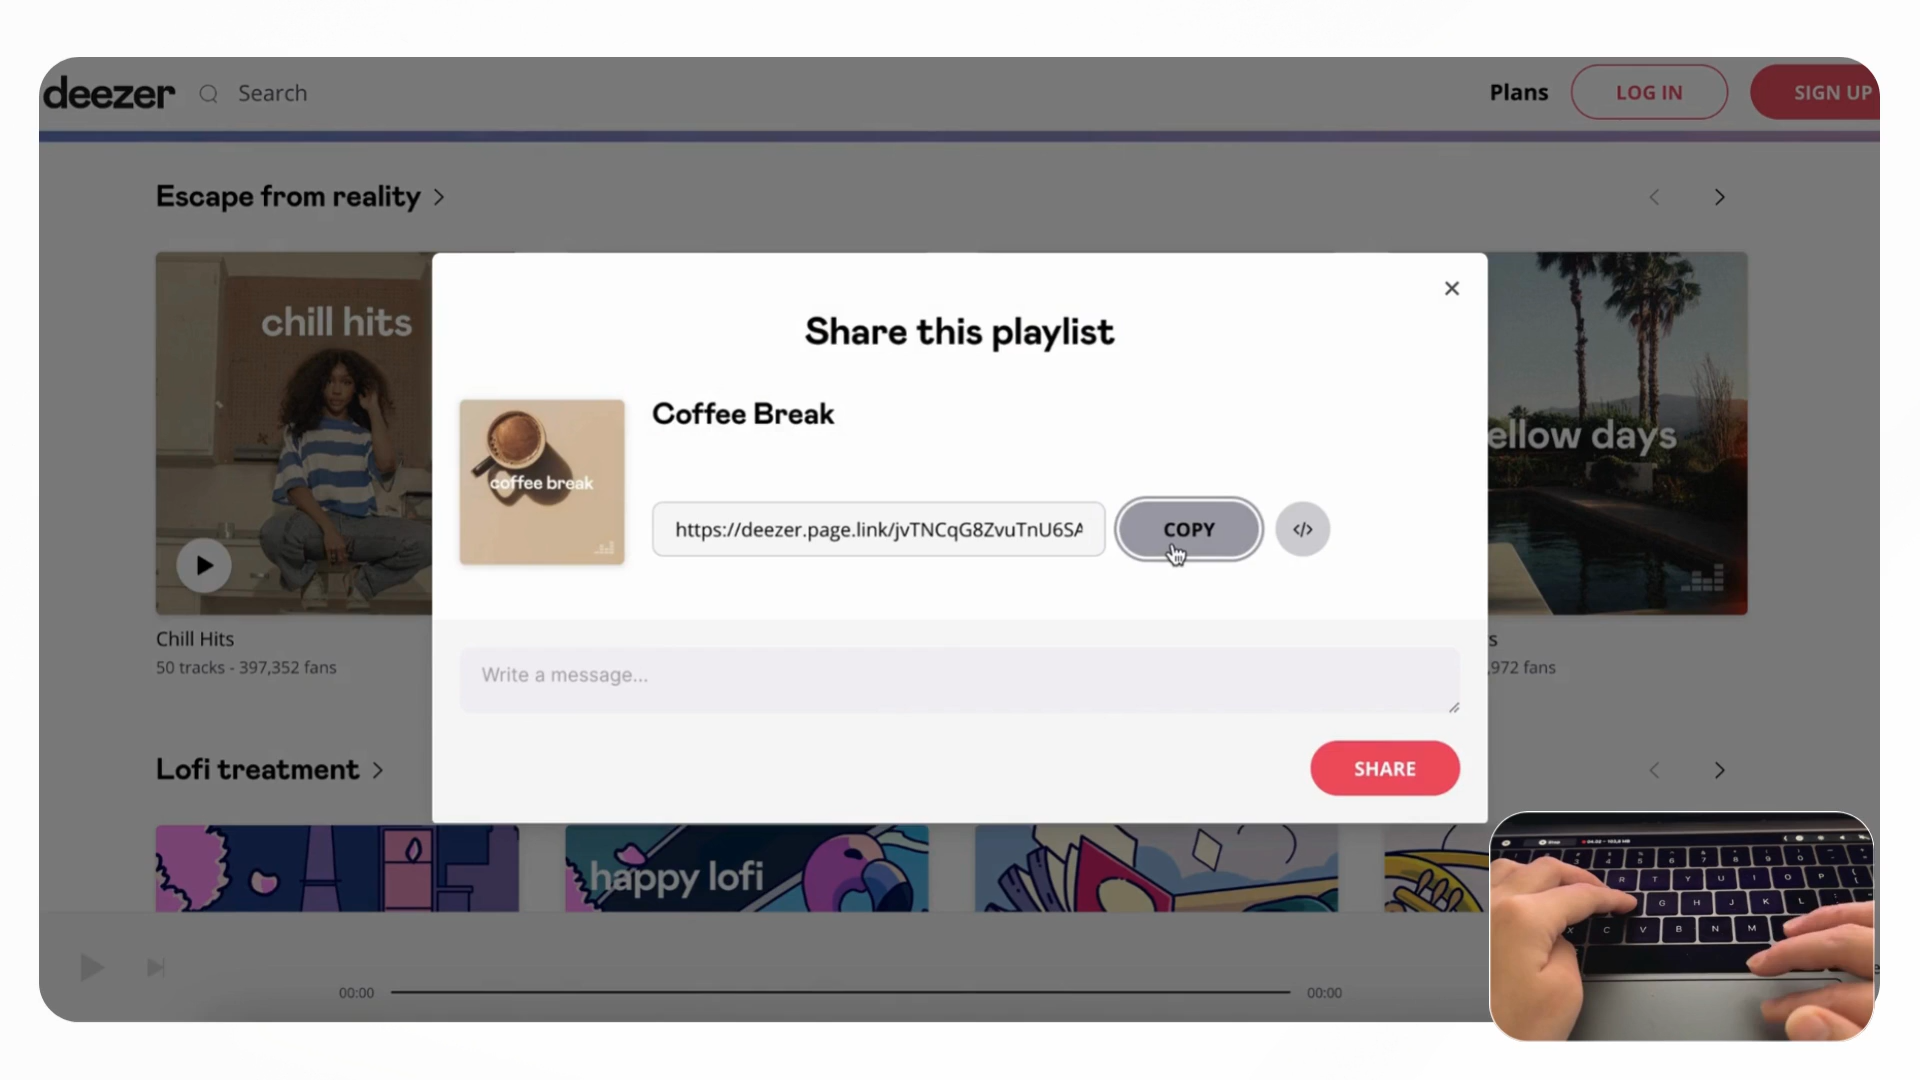 deezer
Search
Plans
LOG IN
SIGN UP
Escape from reality
chill hits
Share this playlist
Coffee Break
coffee break
https://deezer.page.link/jvTNCqG8ZvuTnU6SA
COPY
</>
ellow days
Chill Hits
50 tracks - 397,352 fans
s
,972 fans
Write a message...
SHARE
Lofi treatment
happy lofi
00:00
00:00
R T Y U I O P
G H J K L
X C V B N M